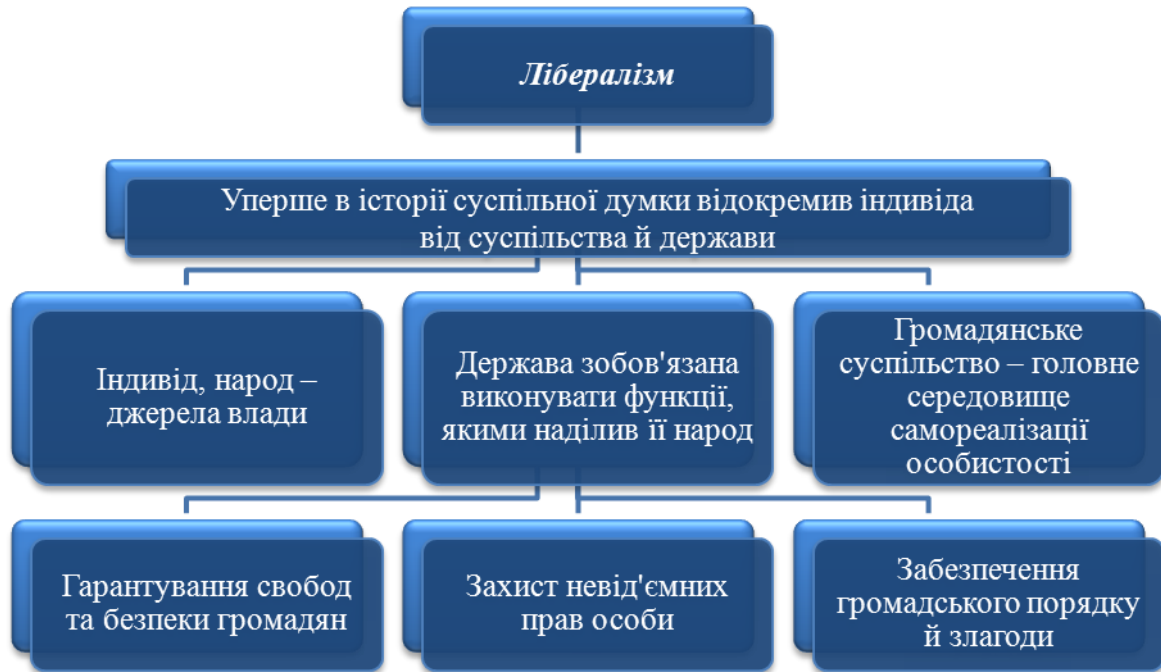 Лібералізм
Уперше в історії суспільної думки відокремив індивіда
від суспільства й держави
Індивід, народ –
джерела влади
Держава зобов'язана
виконувати функції,
якими наділив її народ
Громадянське
суспільство – головне
середовище
самореалізації
особистості
Гарантування свобод
та безпеки громадян
Захист невід'ємних
прав особи
Забезпечення
громадського порядку
й злагоди